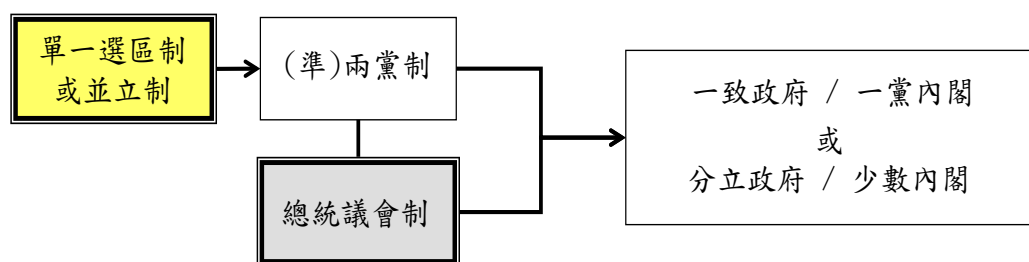 單一選區制
或並立制
(準)兩黨制
總統議會制
一致政府 / 一黨內閣
或
分立政府 / 少數內閣